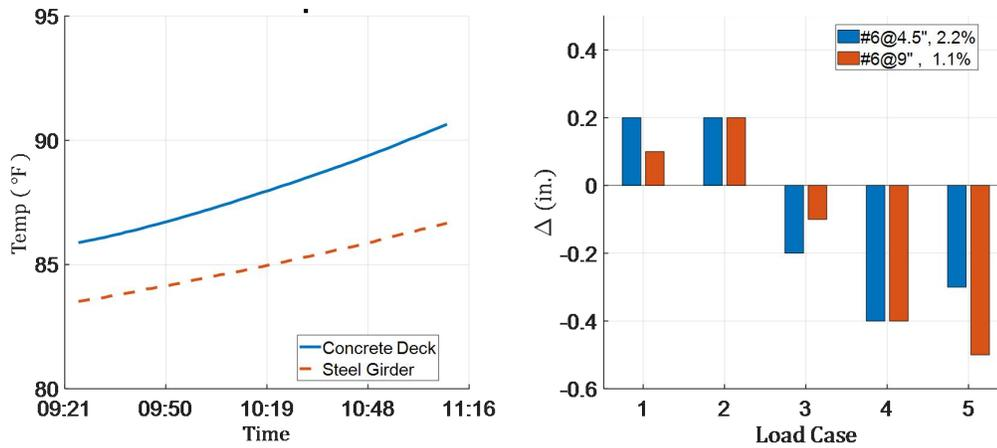 95
90
85
80
Temp ( °F )
09:21 09:50 10:19 10:48 11:16
Time
Concrete Deck
Steel Girder
0.4
0.2
0
-0.2
-0.4
-0.6
Δ (in.)
1 2 3 4 5
Load Case
#6@4.5", 2.2%
#6@9" , 1.1%